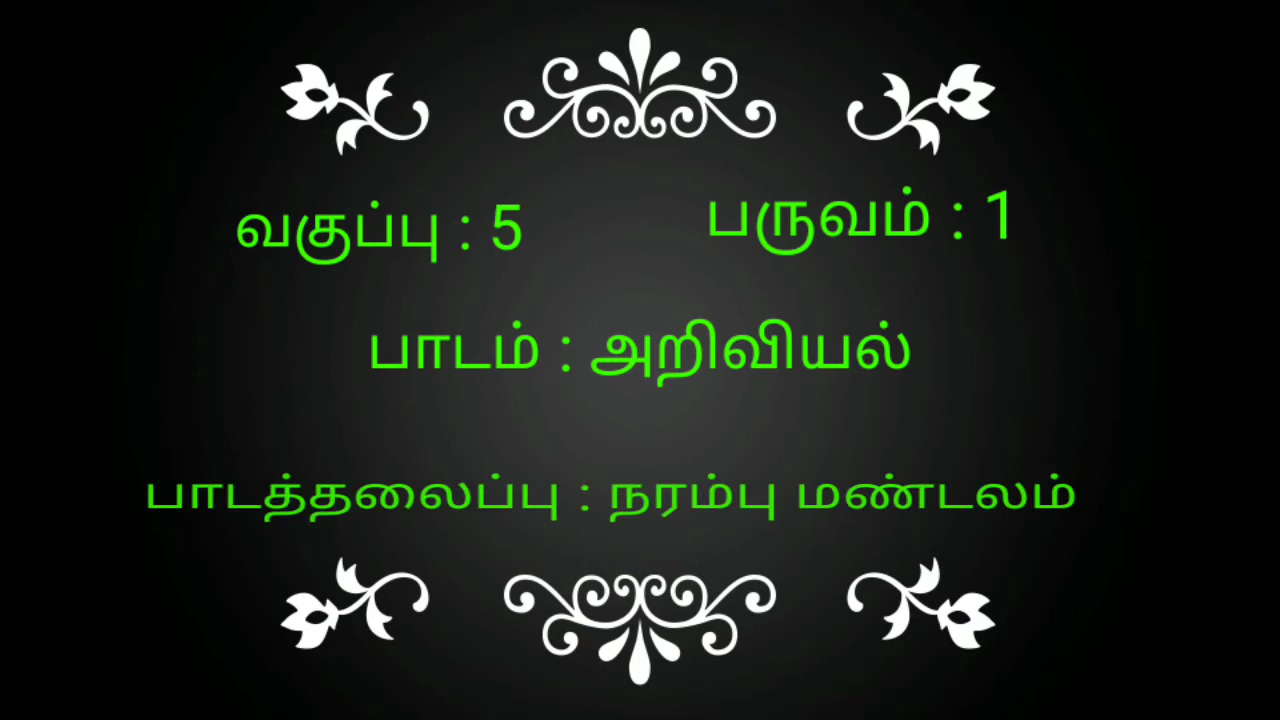 வகுப்பு : 5 பருவம் : 1
பாடம் : அறிவியல்
பாடத்தலைப்பு : நரம்பு மண்டலம்